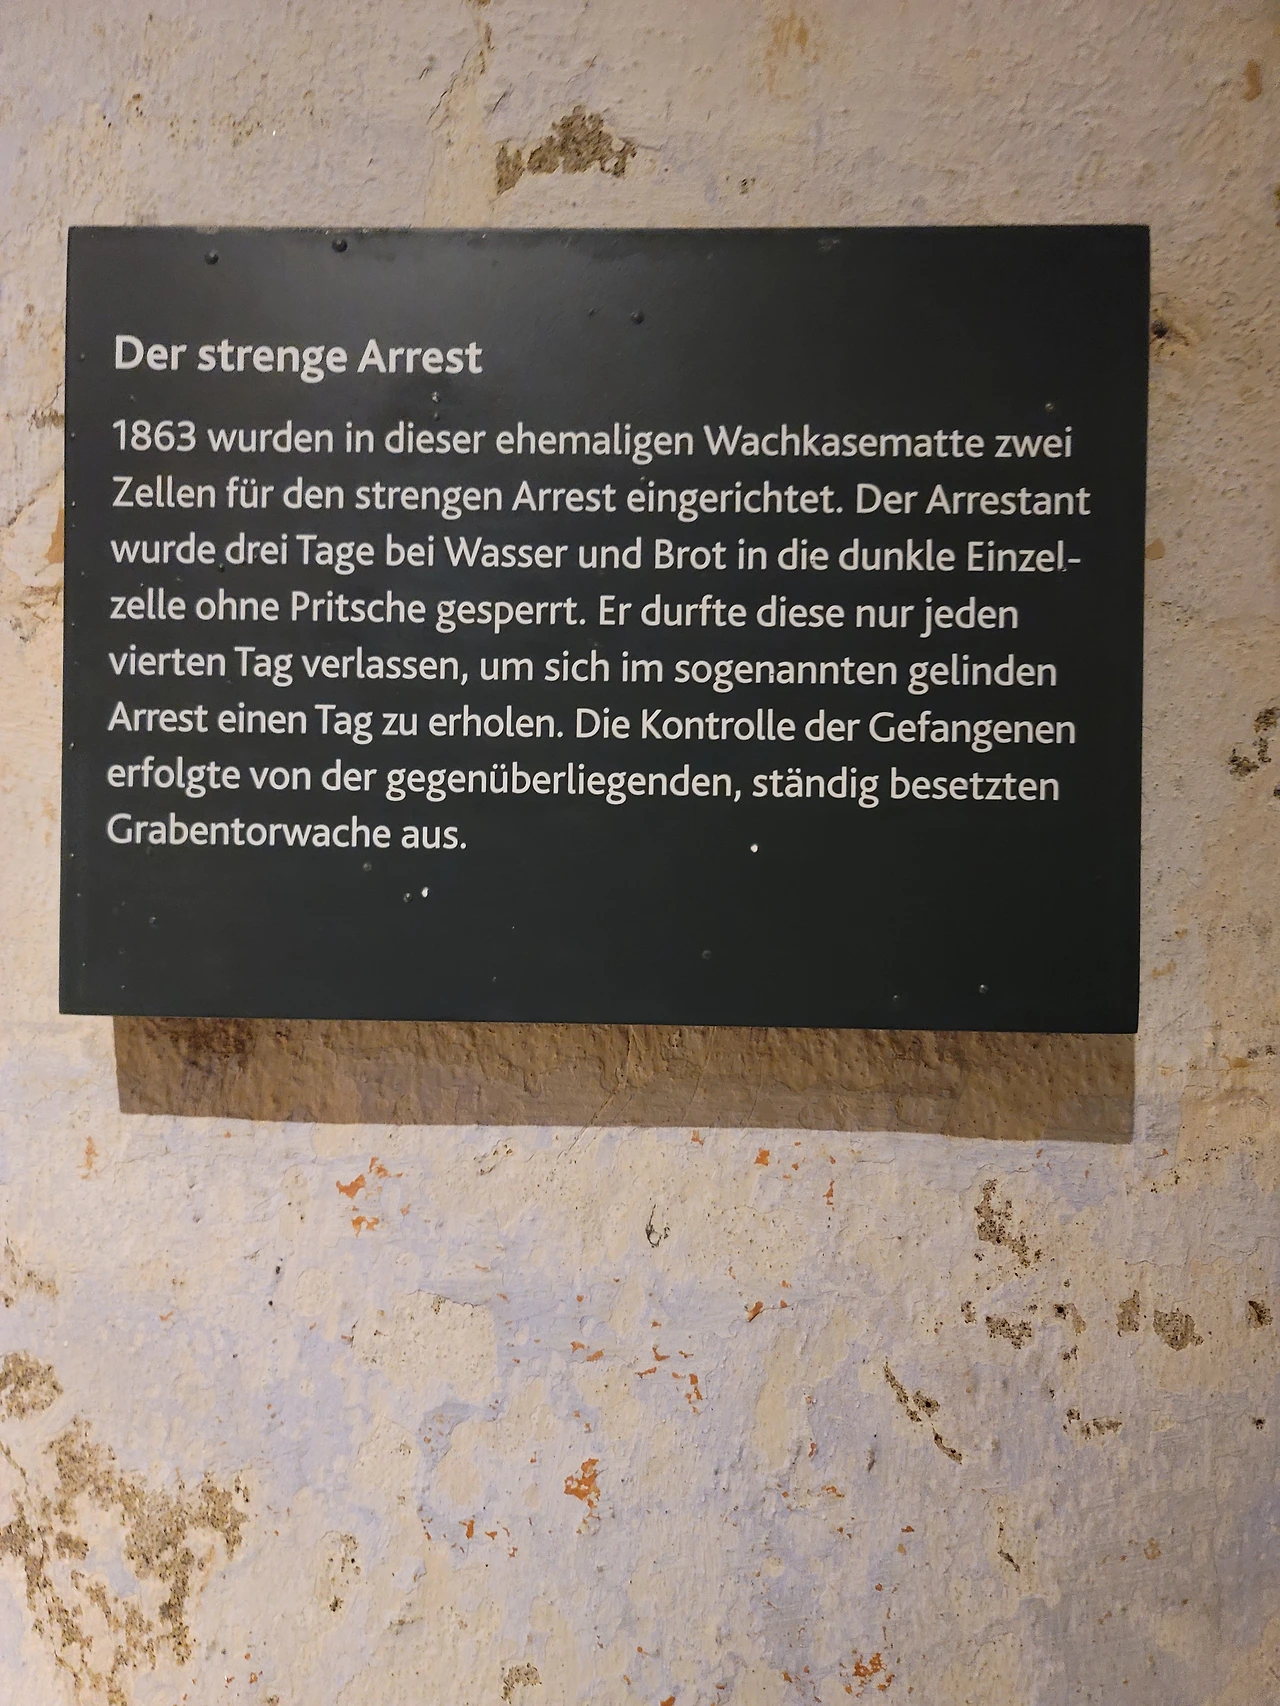 Der strenge Arrest
1863 wurden in dieser ehemaligen Wachkasematte zwei
Zellen für den strengen Arrest eingerichtet. Der Arrestant
wurde drei Tage bei Wasser und Brot in die dunkle Einzel-
zelle ohne Pritsche gesperrt. Er durfte diese nur jeden
vierten Tag verlassen, um sich im sogenannten gelinden
Arrest einen Tag zu erholen. Die Kontrolle der Gefangenen
erfolgte von der gegenüberliegenden, ständig besetzten
Grabentorwache aus.